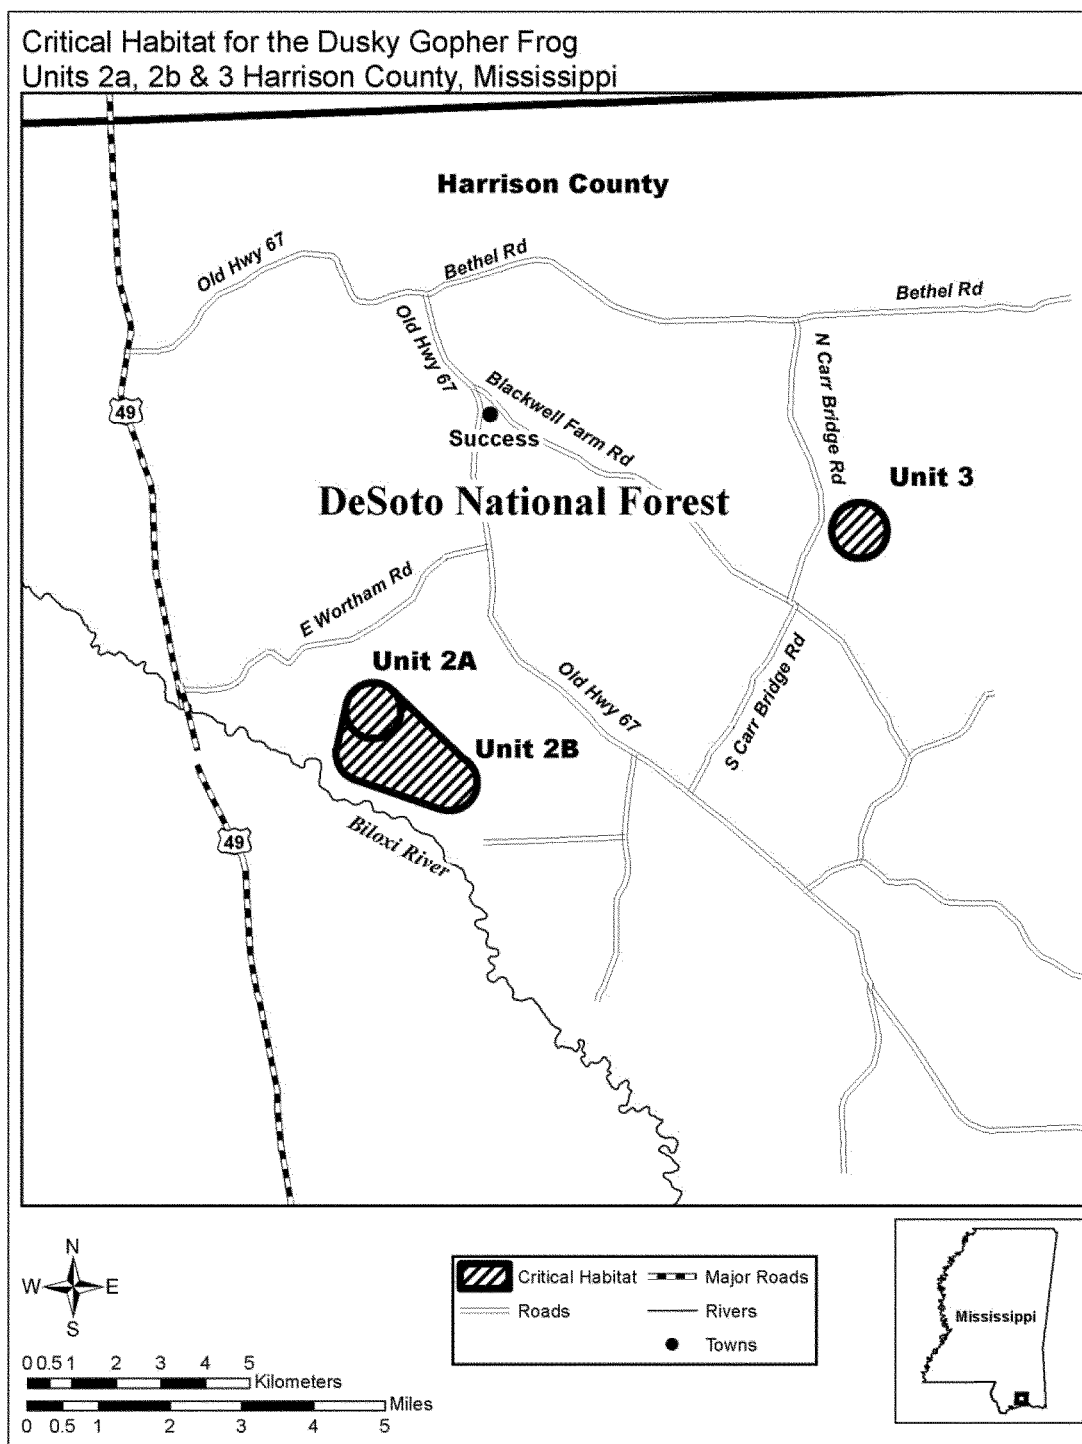 Critical Habitat for the Dusky Gopher Frog
Units 2a, 2b & 3 Harrison County, Mississippi
Harrison County
Old Hwy 67
Bethel Rd
Bethel Rd
Old Hwy 67
N Carr Bridge Rd
49
Blackwell Farm Rd
Success
Unit 3
DeSoto National Forest
E Wortham Rd
Unit 2A
Old Hwy 67
S Carr Bridge Rd
Unit 2B
49
Biloxi River
N
W E
S
Critical Habitat
Major Roads
Roads
Rivers
Towns
Mississippi
0 0.5 1 2 3 4 5
Kilometers
Miles
0 0.5 1 2 3 4 5